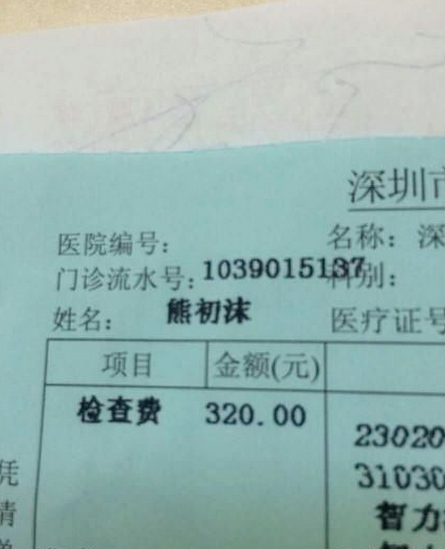 深圳市
医院编号：
名称：深
门诊流水号：1039015137
科别：
姓名：熊初沫
医疗证号
项目 金额(元)
检查费 320.00
23020
31030
智力
凭
请